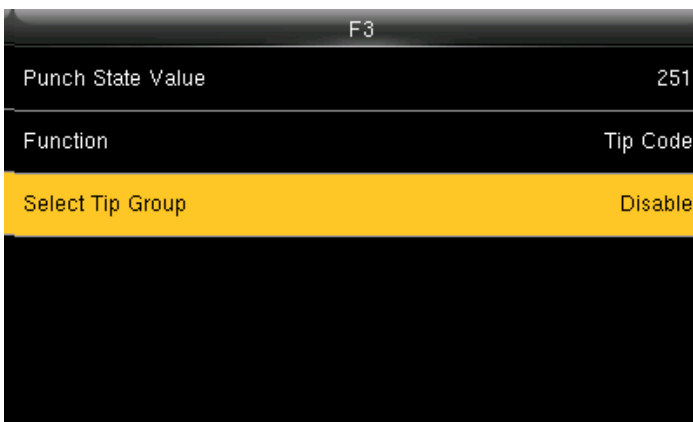 F3
Punch State Value 251
Function Tip Code
Select Tip Group Disable